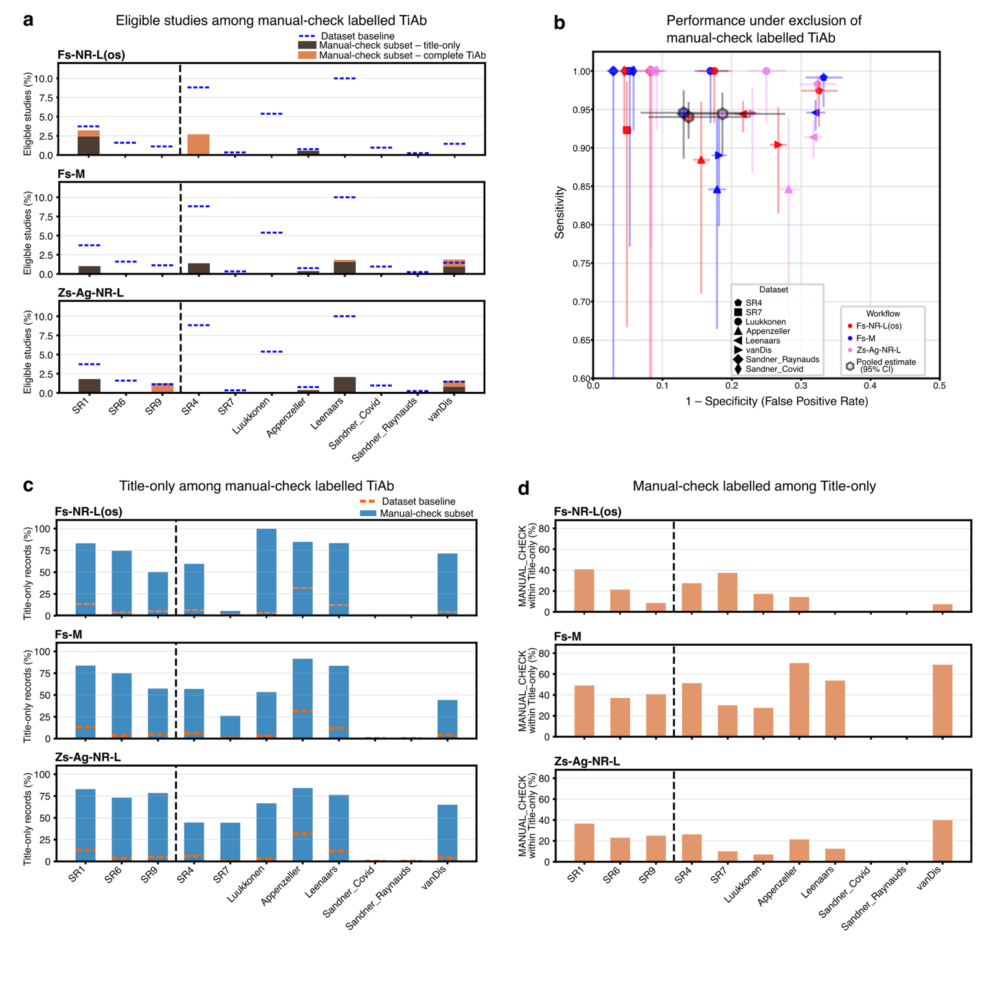 a
Eligible studies among manual-check labelled TiAb
Dataset baseline
Manual-check subset – title-only
Manual-check subset – complete TiAb
Fs-NR-L(os)
Eligible studies (%)
10.0
7.5
5.0
2.5
0.0
Fs-M
Eligible studies (%)
10.0
7.5
5.0
2.5
0.0
Zs-Ag-NR-L
Eligible studies (%)
10.0
7.5
5.0
2.5
0.0
SR1
SR6
SR9
SR4
SR7
Luukkonen
Appenzeller
Leenaars
Sandner_Covid
Sandner_Raynauds
vanDis
b
Performance under exclusion of
manual-check labelled TiAb
Sensitivity
1.00
0.95
0.90
0.85
0.80
0.75
0.70
0.65
0.60
0.0
0.1
0.2
0.3
0.4
0.5
1 – Specificity (False Positive Rate)
Dataset
SR4
SR7
Luukkonen
Appenzeller
Leenaars
vanDis
Sandner_Raynauds
Sandner_Covid
Workflow
Fs-NR-L(os)
Fs-M
Zs-Ag-NR-L
Pooled estimate
(95% CI)
c
Title-only among manual-check labelled TiAb
Dataset baseline
Manual-check subset
Fs-NR-L(os)
Title-only records (%)
100
75
50
25
0
Fs-M
Title-only records (%)
100
75
50
25
0
Zs-Ag-NR-L
Title-only records (%)
100
75
50
25
0
SR1
SR6
SR9
SR4
SR7
Luukkonen
Appenzeller
Leenaars
Sandner_Covid
Sandner_Raynauds
vanDis
d
Manual-check labelled among Title-only
Fs-NR-L(os)
MANUAL_CHECK
within Title-only (%)
80
60
40
20
0
Fs-M
MANUAL_CHECK
within Title-only (%)
80
60
40
20
0
Zs-Ag-NR-L
MANUAL_CHECK
within Title-only (%)
80
60
40
20
0
SR1
SR6
SR9
SR4
SR7
Luukkonen
Appenzeller
Leenaars
Sandner_Covid
Sandner_Raynauds
vanDis